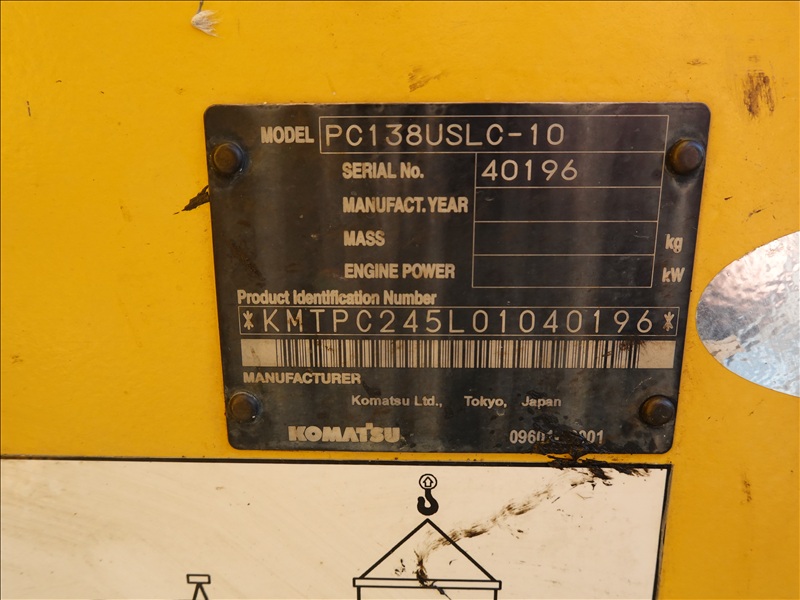 MODEL PC138USLC-10
SERIAL No. 40196
MANUFACT. YEAR
MASS kg
ENGINE POWER kW
Product Identification Number
*KMTPC245L01040196*
MANUFACTURER
Komatsu Ltd., Tokyo, Japan
KOMATSU